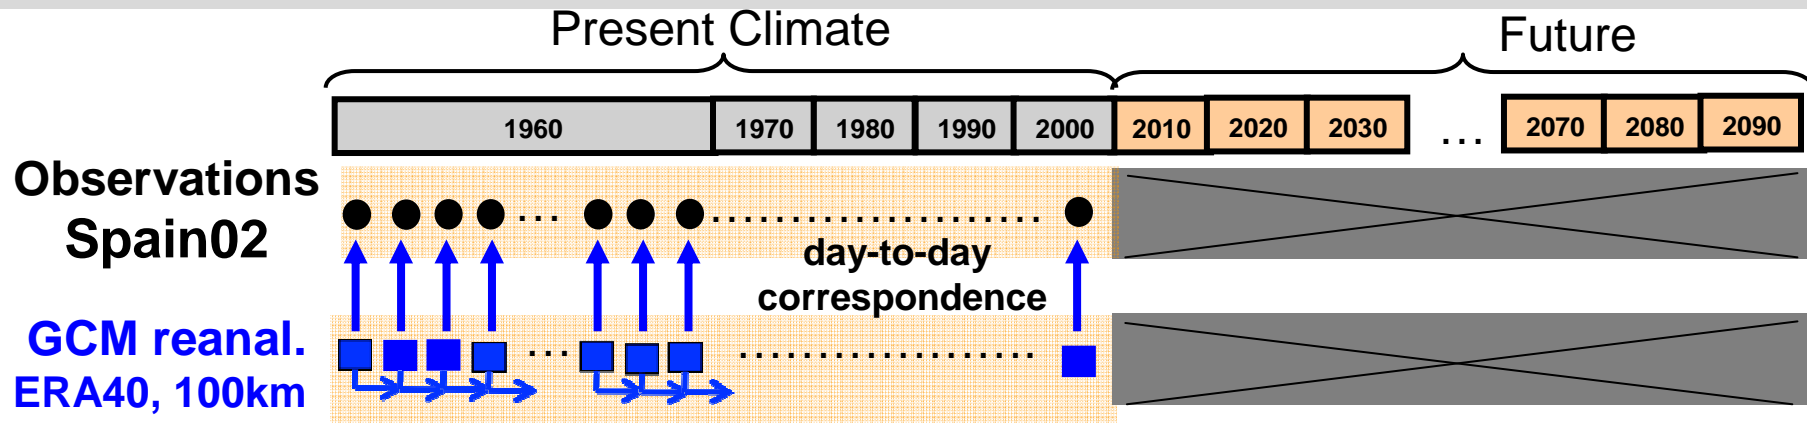 Present Climate
Future
1960 1970 1980 1990 2000 2010 2020 2030 ... 2070 2080 2090
Observations
Spain02
day-to-day
correspondence
GCM reanal.
ERA40, 100km